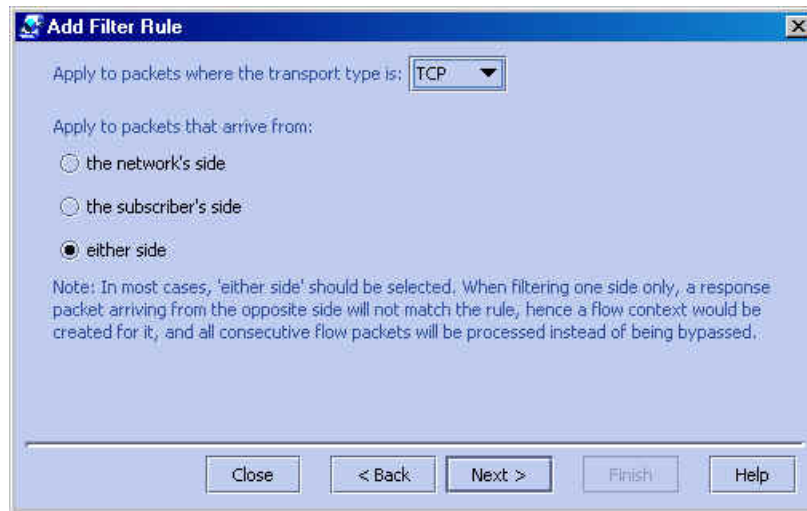 Add Filter Rule
Apply to packets where the transport type is: TCP
Apply to packets that arrive from:
the network's side
the subscriber's side
either side
Note: In most cases, 'either side' should be selected. When filtering one side only, a response
packet arriving from the opposite side will not match the rule, hence a flow context would be
created for it, and all consecutive flow packets will be processed instead of being bypassed.
Close < Back Next > Finish Help